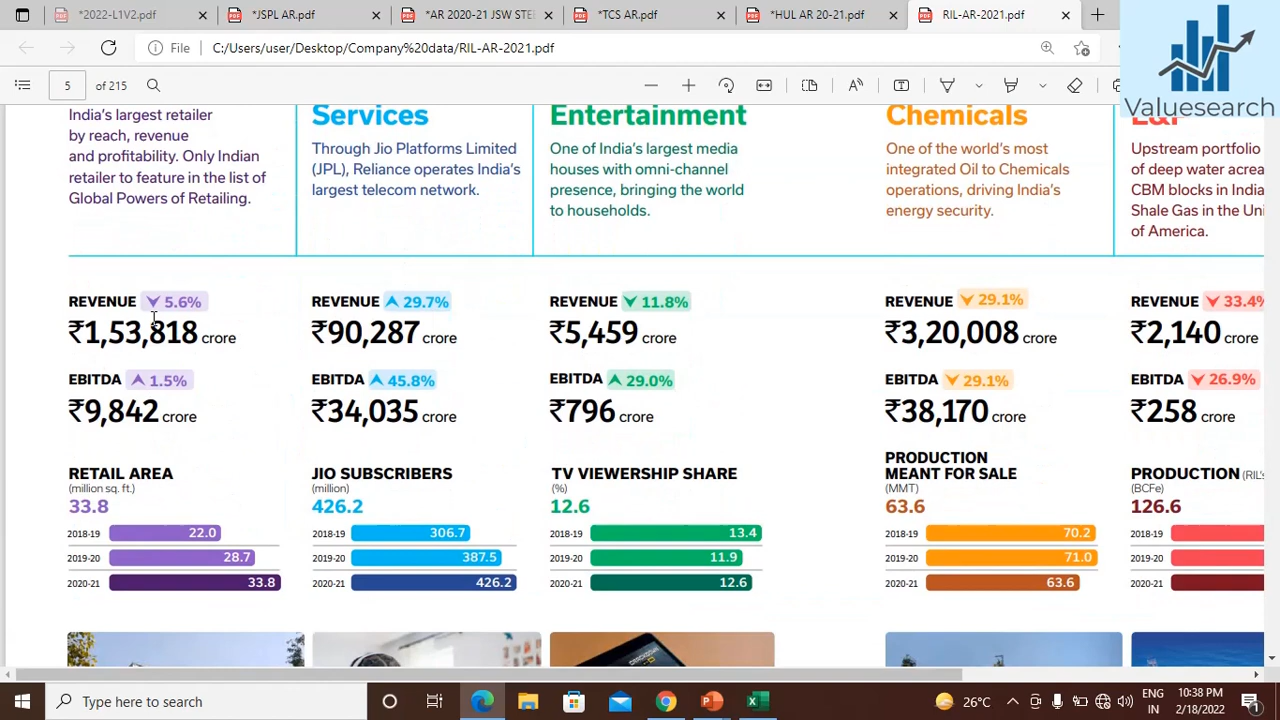 *2022-L1V2.pdf
*JSPL AR.pdf
*AR 2020-21 JSW STE
*TCS AR.pdf
*HUL AR 20-21.pdf
RIL-AR-2021.pdf
File
C:/Users/user/Desktop/Company%20data/RIL-AR-2021.pdf
5 of 215
Valuesearch
India's largest retailer
by reach, revenue
and profitability. Only Indian
retailer to feature in the list of
Global Powers of Retailing.
REVENUE 5.6%
₹1,53,818 crore
EBITDA 1.5%
₹9,842 crore
RETAIL AREA
(million sq. ft.)
33.8
2018-19 22.0
2019-20 28.7
2020-21 33.8
Services
Through Jio Platforms Limited
(JPL), Reliance operates India's
largest telecom network.
REVENUE 29.7%
₹90,287 crore
EBITDA 45.8%
₹34,035 crore
JIO SUBSCRIBERS
(million)
426.2
2018-19 306.7
2019-20 387.5
2020-21 426.2
Entertainment
One of India's largest media
houses with omni-channel
presence, bringing the world
to households.
REVENUE 11.8%
₹5,459 crore
EBITDA 29.0%
₹796 crore
TV VIEWERSHIP SHARE
(%)
12.6
2018-19 13.4
2019-20 11.9
2020-21 12.6
Chemicals
One of the world's most
integrated Oil to Chemicals
operations, driving India's
energy security.
REVENUE 29.1%
₹3,20,008 crore
EBITDA 29.1%
₹38,170 crore
PRODUCTION
MEANT FOR SALE
(MMT)
63.6
2018-19 70.2
2019-20 71.0
2020-21 63.6
E&P
Upstream portfolio
of deep water acrea
CBM blocks in India
Shale Gas in the Uni
of America.
REVENUE 33.4%
₹2,140 crore
EBITDA 26.9%
₹258 crore
PRODUCTION (RIL's
(BCFe)
126.6
2018-19
2019-20
2020-21
Type here to search
26°C
ENG
IN
10:38 PM
2/18/2022
1